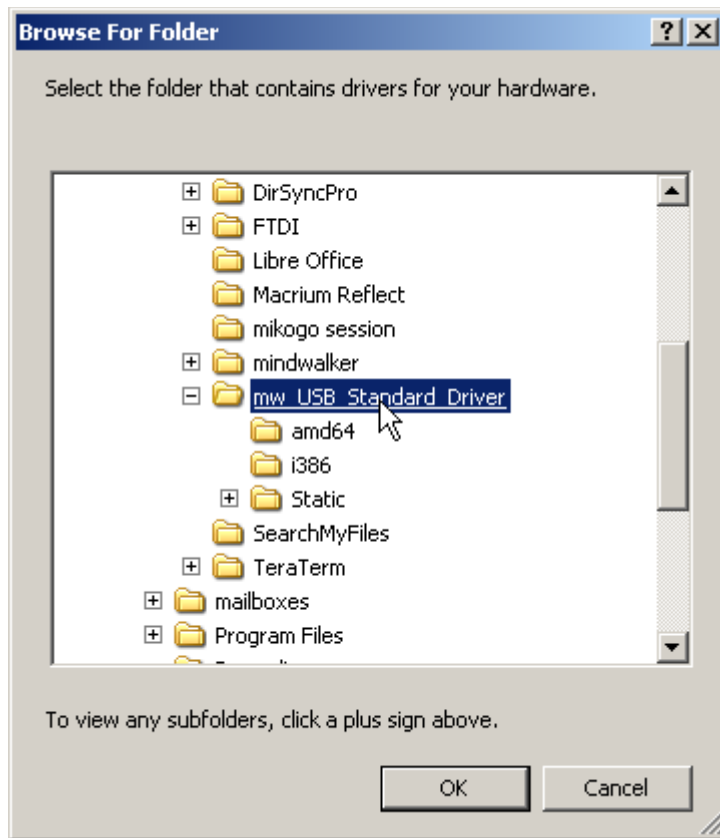 Browse For Folder
Select the folder that contains drivers for your hardware.
DirSyncPro
FTDI
Libre Office
Macrium Reflect
mikogo session
mindwalker
mw_USB_Standard_Driver
amd64
i386
Static
SearchMyFiles
TeraTerm
mailboxes
Program Files
To view any subfolders, click a plus sign above.
OK Cancel